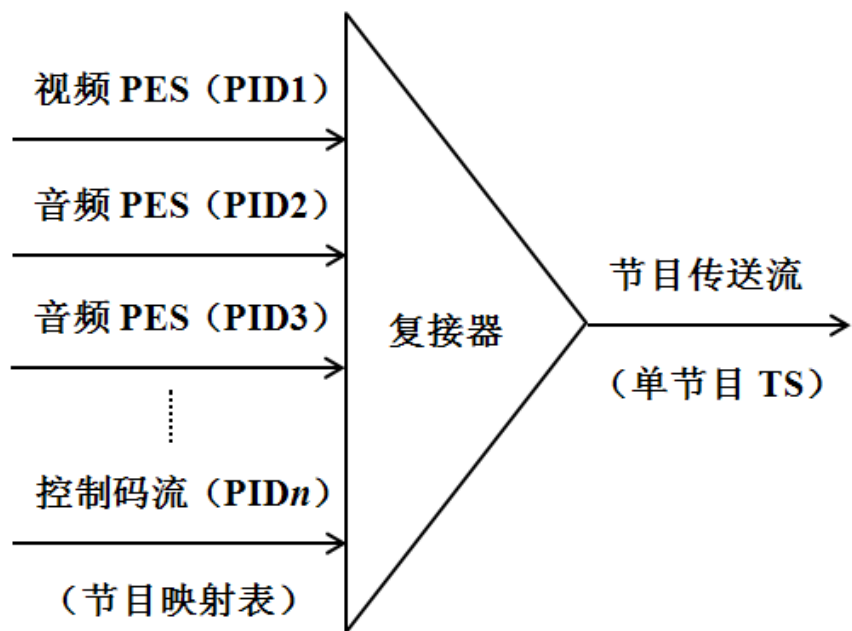 视频 PES（PID1）
音频 PES（PID2）
音频 PES（PID3）
控制码流（PIDn）
（节目映射表）
复接器
节目传送流
（单节目 TS）